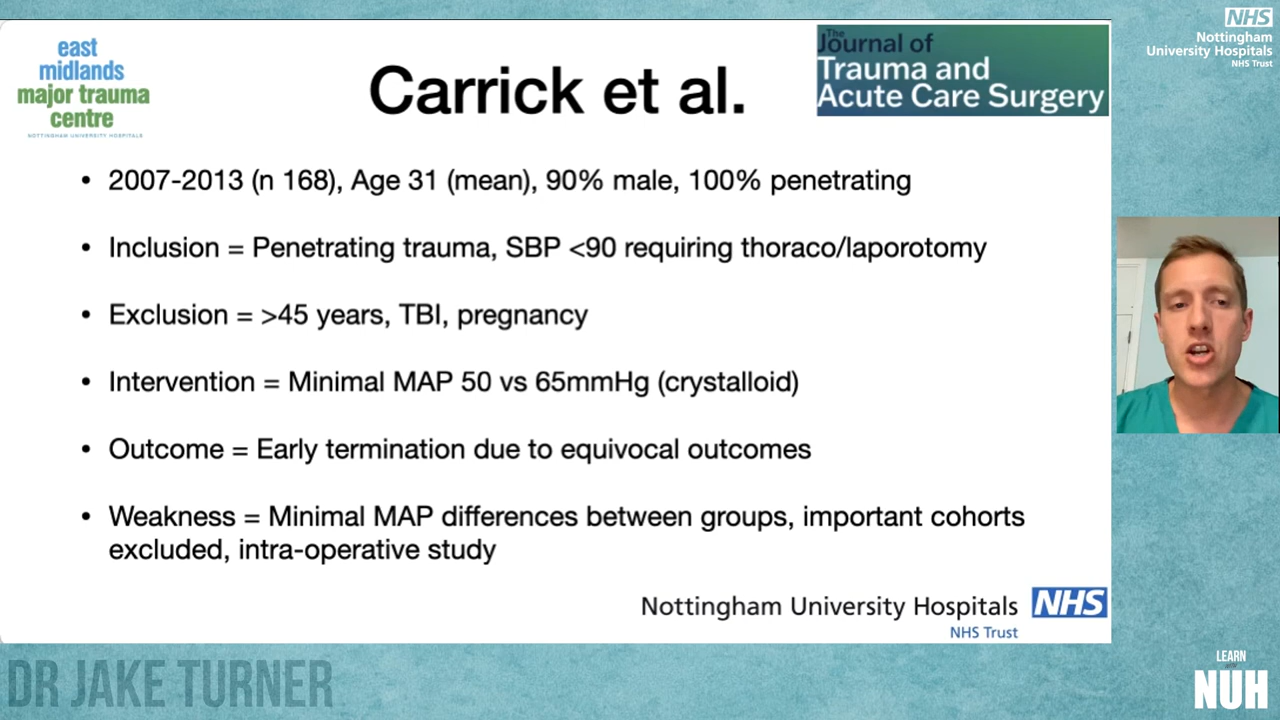 east
midlands
major trauma
centre
NOTTINGHAM UNIVERSITY HOSPITALS
Carrick et al.
The
Journal of
Trauma and
Acute Care Surgery
NHS
Nottingham
University Hospitals
NHS Trust
• 2007-2013 (n 168), Age 31 (mean), 90% male, 100% penetrating
• Inclusion = Penetrating trauma, SBP <90 requiring thoraco/laporotomy
• Exclusion = >45 years, TBI, pregnancy
• Intervention = Minimal MAP 50 vs 65mmHg (crystalloid)
• Outcome = Early termination due to equivocal outcomes
• Weakness = Minimal MAP differences between groups, important cohorts
excluded, intra-operative study
Nottingham University Hospitals NHS
NHS Trust
DR JAKE TURNER
LEARN
NUH